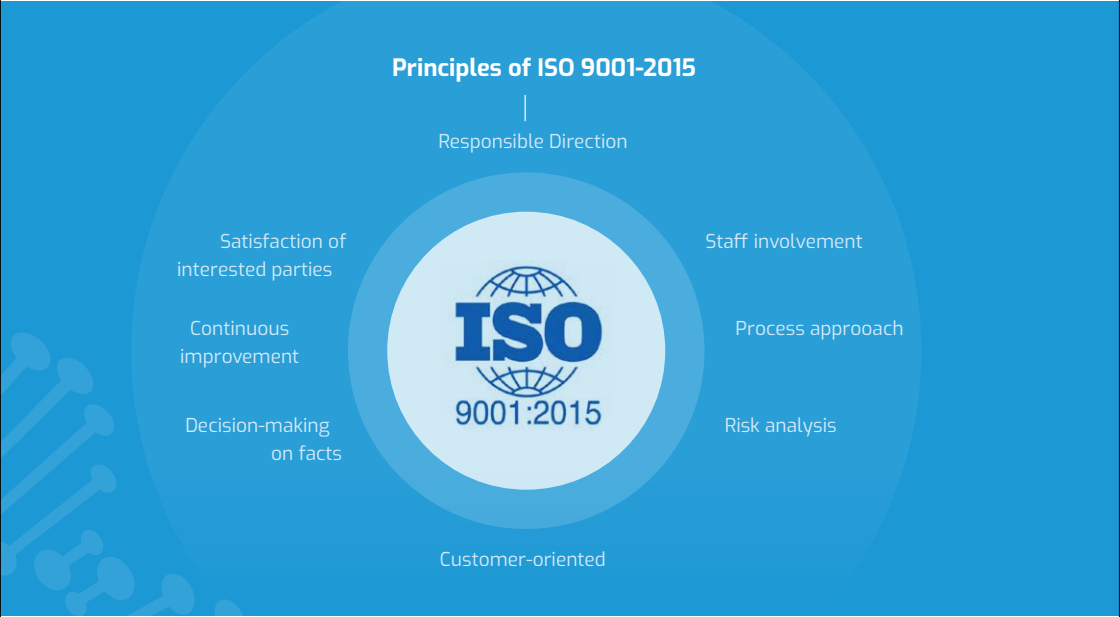 Principles of ISO 9001-2015
Responsible Direction
Satisfaction of
interested parties
Staff involvement
Continuous
improvement
Process approoach
Decision-making
on facts
Risk analysis
ISO
9001:2015
Customer-oriented